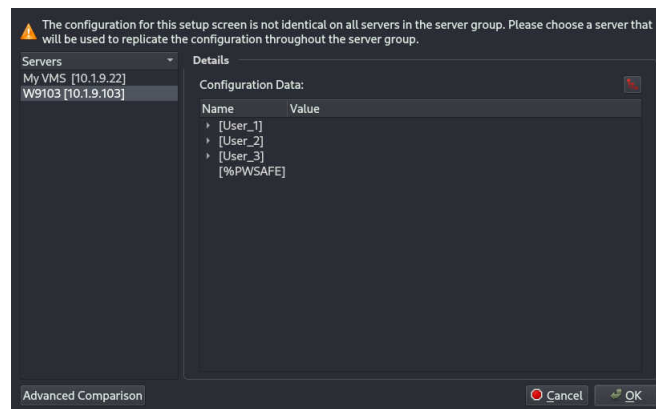 The configuration for this setup screen is not identical on all servers in the server group. Please choose a server that
will be used to replicate the configuration throughout the server group.
Servers
My VMS [10.1.9.22]
W9103 [10.1.9.103]
Details
Configuration Data:
Name Value
[User_1]
[User_2]
[User_3]
[%PWSAFE]
Advanced Comparison
Cancel
OK